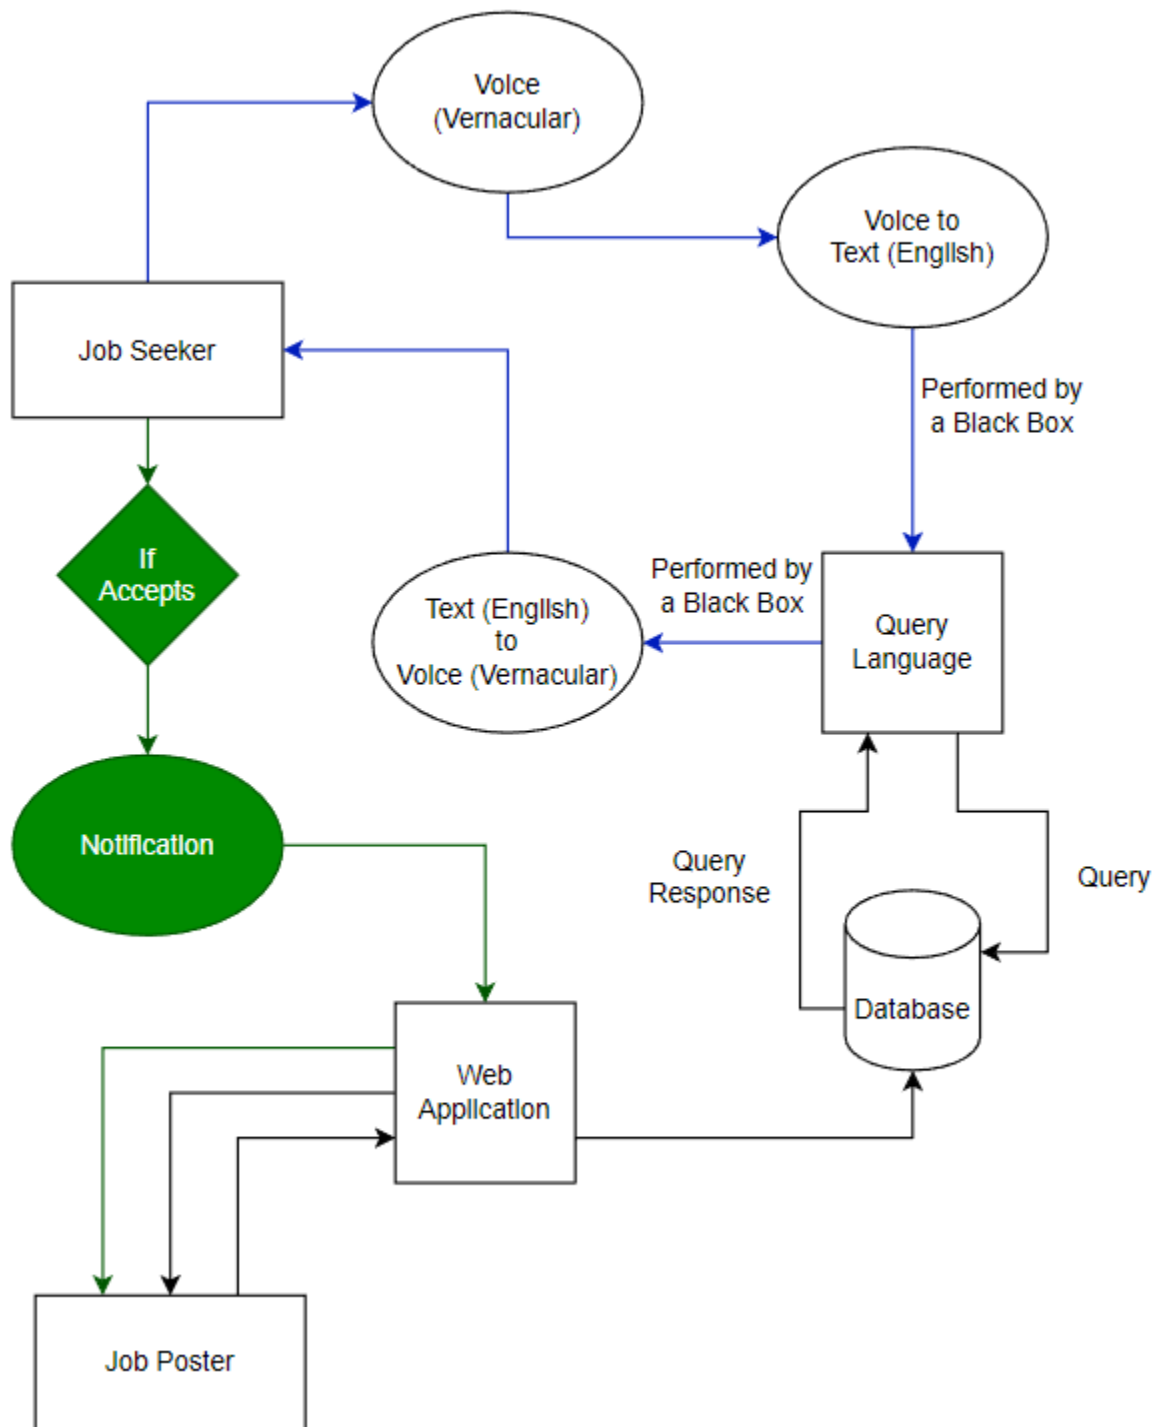 Voice
(Vernacular)
Voice to
Text (English)
Job Seeker
Performed by
a Black Box
If
Accepts
Performed by
a Black Box
Text (English)
to
Voice (Vernacular)
Query
Language
Notification
Query
Response
Query
Database
Web
Application
Job Poster